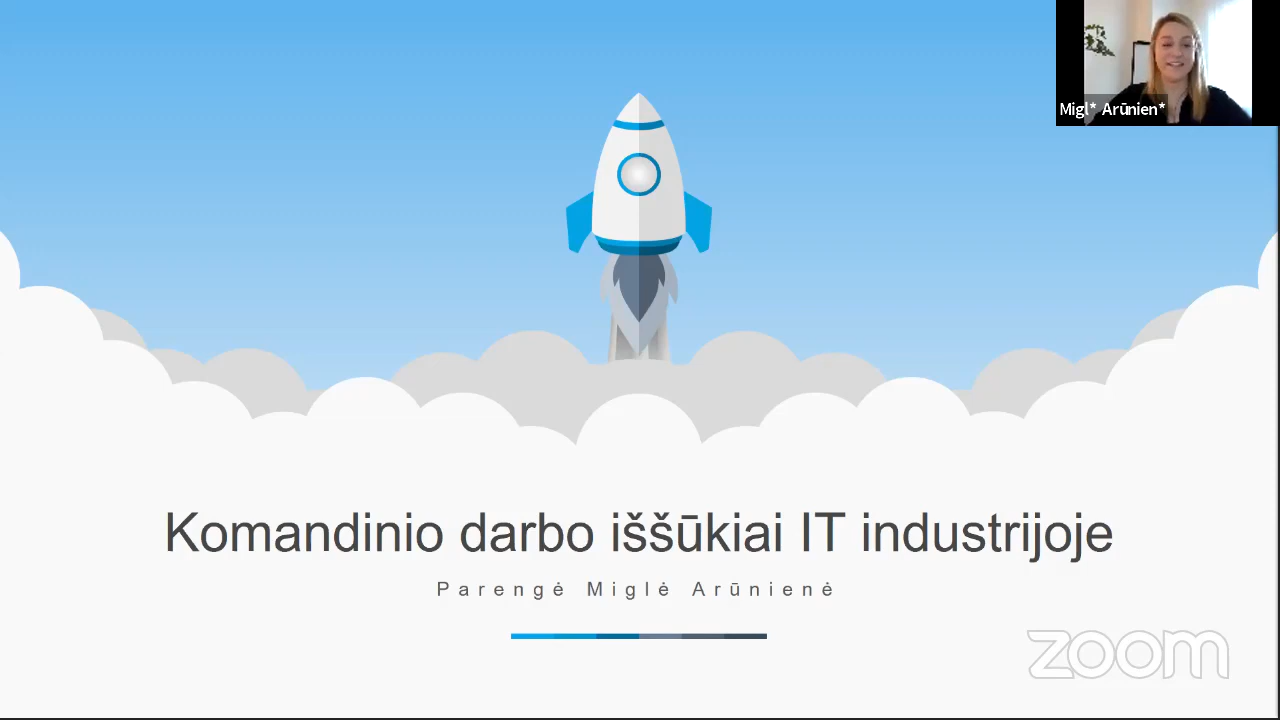 Migl* Arūnien*
Komandinio darbo iššūkiai IT industrijoje
Parengė Miglė Arūnienė
zoom